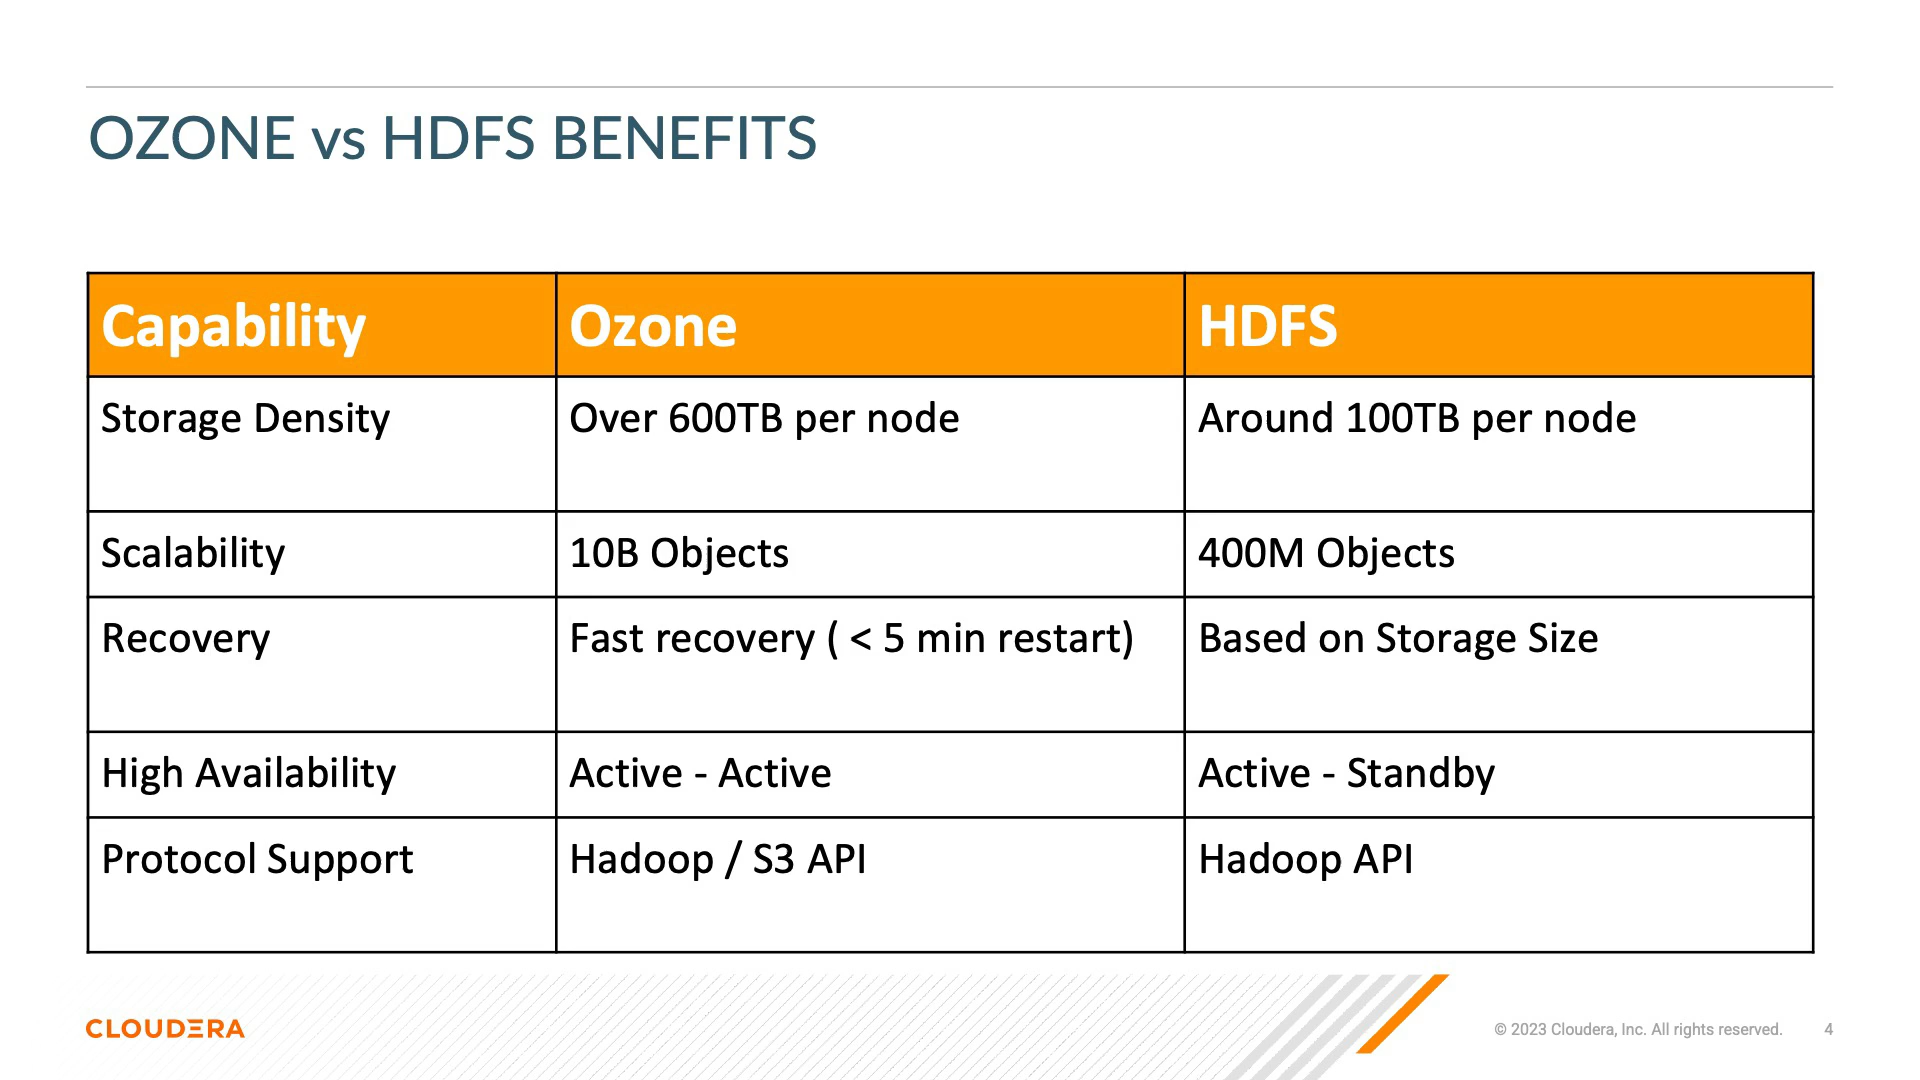 OZONE vs HDFS BENEFITS
Capability Ozone HDFS
Storage Density Over 600TB per node Around 100TB per node
Scalability 10B Objects 400M Objects
Recovery Fast recovery ( < 5 min restart) Based on Storage Size
High Availability Active - Active Active - Standby
Protocol Support Hadoop / S3 API Hadoop API
CLOUDERA © 2023 Cloudera, Inc. All rights reserved. 4